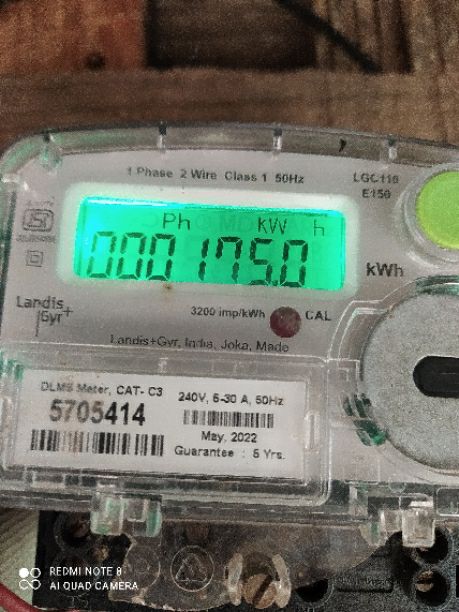 1 Phase 2 Wire Class 1 50Hz
LGC110
E150
Ph kW h
000175.0
kWh
Landis
Gyr+
3200 imp/kWh
CAL
Landis+Gyr, India, Joka, Made
DLMS Meter, CAT- C3
5705414
240V, 5-30 A, 50Hz
May, 2022
Guarantee : 5 Yrs.
REDMI NOTE 8
AI QUAD CAMERA